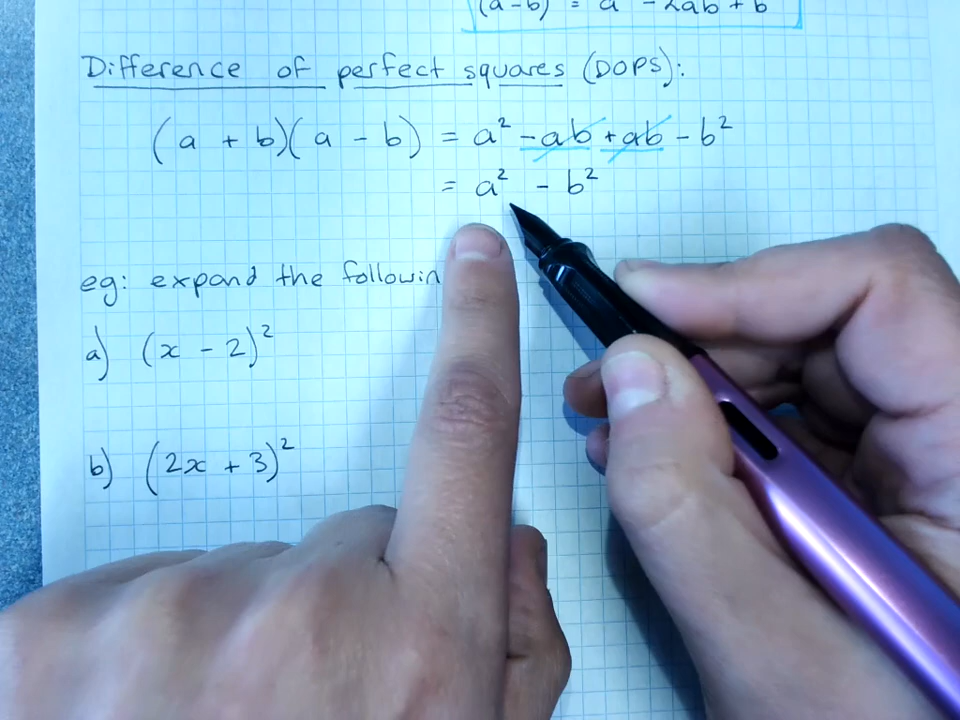 (a-b) = a - 2ab + b
Difference of perfect squares (DOPS):
(a + b)(a - b) = a² - ab + ab - b²
= a² - b²
eg: expand the followin
a) (x - 2)²
b) (2x + 3)²